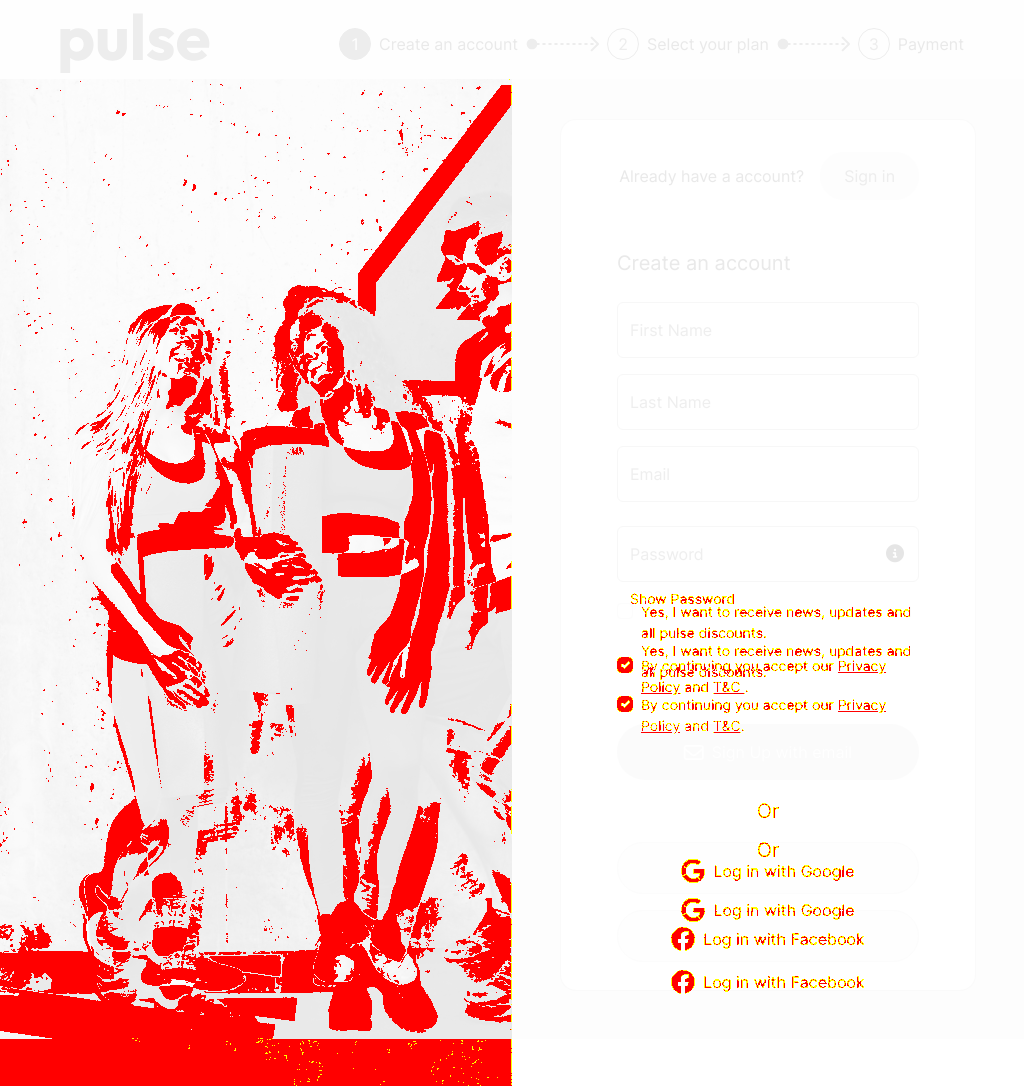 pulse
1 Create an account 2 Select your plan 3 Payment
Already have a account? Sign in
Create an account
First Name
Last Name
Email
Password
Show Password
Yes, I want to receive news, updates and
all pulse discounts.
Yes, I want to receive news, updates and
all pulse discounts.
By continuing you accept our Privacy
Policy and T&C.
By continuing you accept our Privacy
Policy and T&C.
Sign Up with email
Or
Or
Log in with Google
Log in with Google
Log in with Facebook
Log in with Facebook